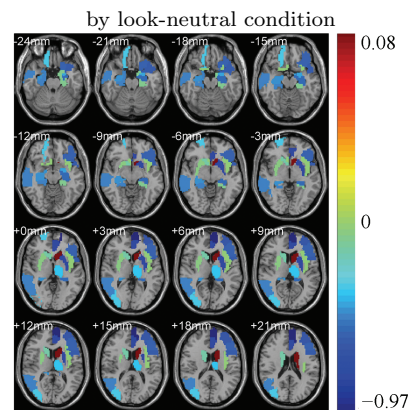 by look-neutral condition
-24mm -21mm -18mm -15mm
0.08
-12mm -9mm -6mm -3mm
0
+0mm +3mm +6mm +9mm
+12mm +15mm +18mm +21mm
−0.97